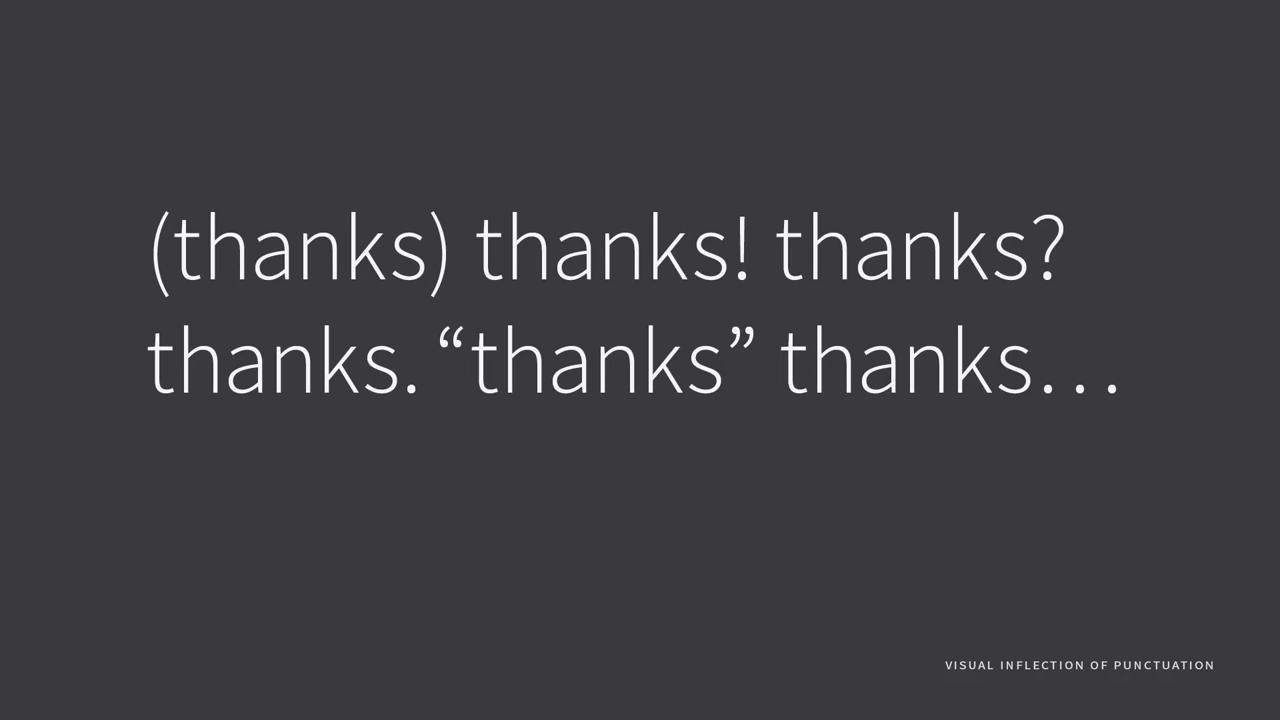 (thanks) thanks! thanks?
thanks. “thanks” thanks…
VISUAL INFLECTION OF PUNCTUATION